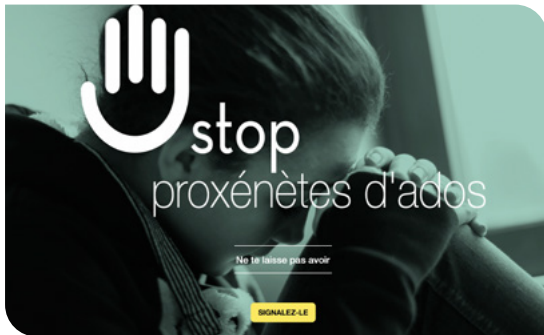 stop
proxénètes d'ados
Ne te laisse pas avoir
SIGNALEZ-LE